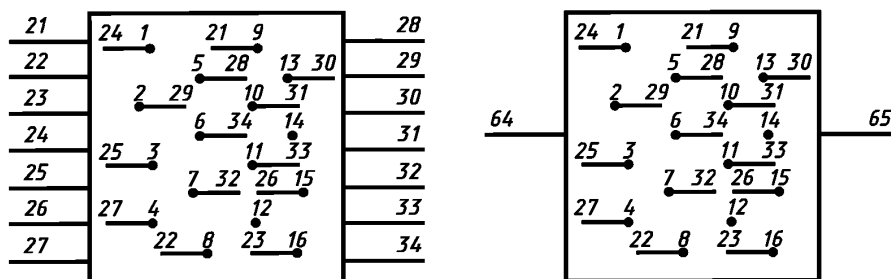 21 24 1 21 9 28 24 1 21 9
22 5 28 13 30 29 5 28 13 30
23 2 29 10 31 30 2 29 10 31
24 6 34 14 31 64 6 34 14 65
25 25 3 11 33 32 25 3 11 33
26 7 32 26 15 33 7 32 26 15
27 27 4 12 34 27 4 12
22 8 23 16 22 8 23 16